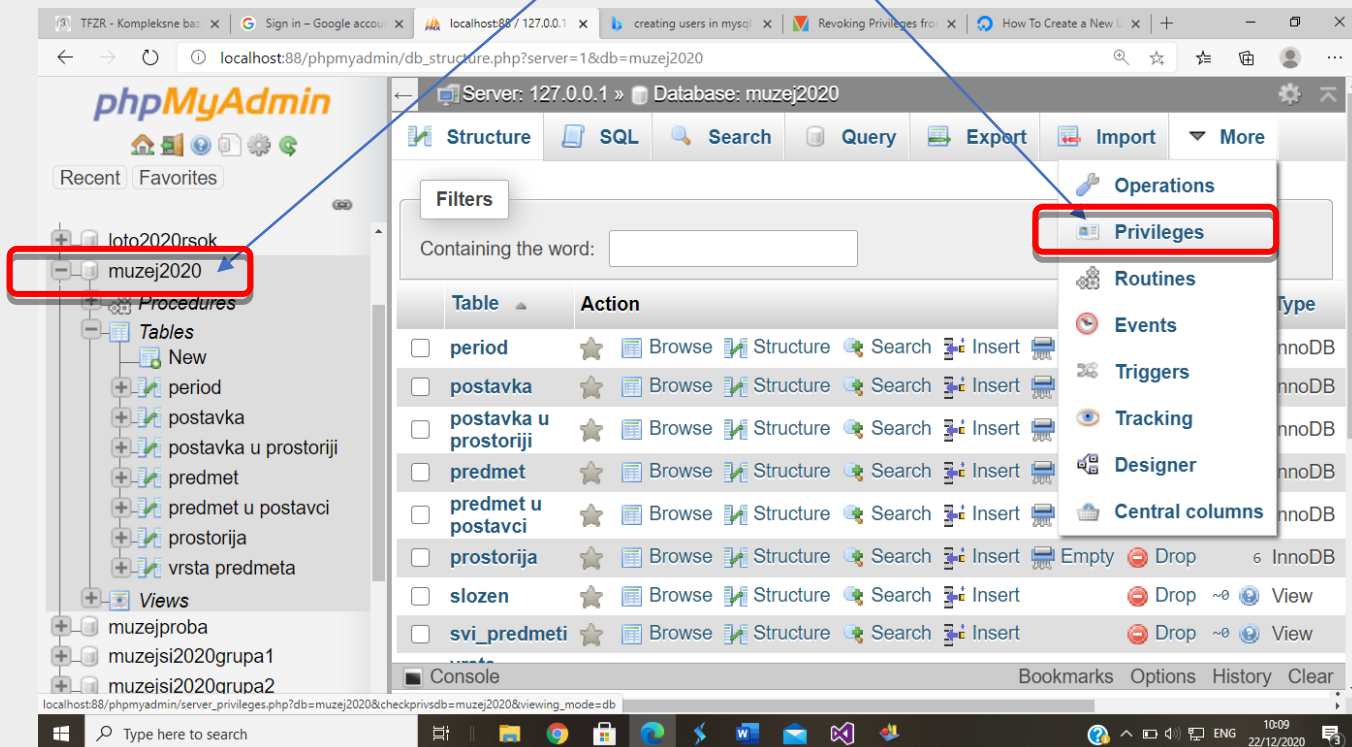 TFZR - Kompleksne baz
Sign in – Google accou
localhost:88 / 127.0.0.1
creating users in mysql
Revoking Privileges fro
How To Create a New U
localhost:88/phpmyadmin/db_structure.php?server=1&db=muzej2020
phpMyAdmin
Recent Favorites
loto2020rsok
muzej2020
Procedures
Tables
New
period
postavka
postavka u prostoriji
predmet
predmet u postavci
prostorija
vrsta predmeta
Views
muzejproba
muzejsi2020grupa1
muzejsi2020grupa2
Server: 127.0.0.1 » Database: muzej2020
Structure SQL Search Query Export Import More
Operations
Privileges
Routines
Events
Triggers
Tracking
Designer
Central columns
Filters
Containing the word:
Table Action Type
period Browse Structure Search Insert InnoDB
postavka Browse Structure Search Insert InnoDB
postavka u
prostoriji Browse Structure Search Insert InnoDB
predmet Browse Structure Search Insert InnoDB
predmet u
postavci Browse Structure Search Insert InnoDB
prostorija Browse Structure Search Insert Empty Drop 6 InnoDB
slozen Browse Structure Search Insert Drop ~0 View
svi_predmeti Browse Structure Search Insert Drop ~0 View
vrsta
Console Bookmarks Options History Clear
localhost:88/phpmyadmin/server_privileges.php?db=muzej2020&checkprivsdb=muzej2020&viewing_mode=db
Type here to search
ENG
10:09
22/12/2020
3